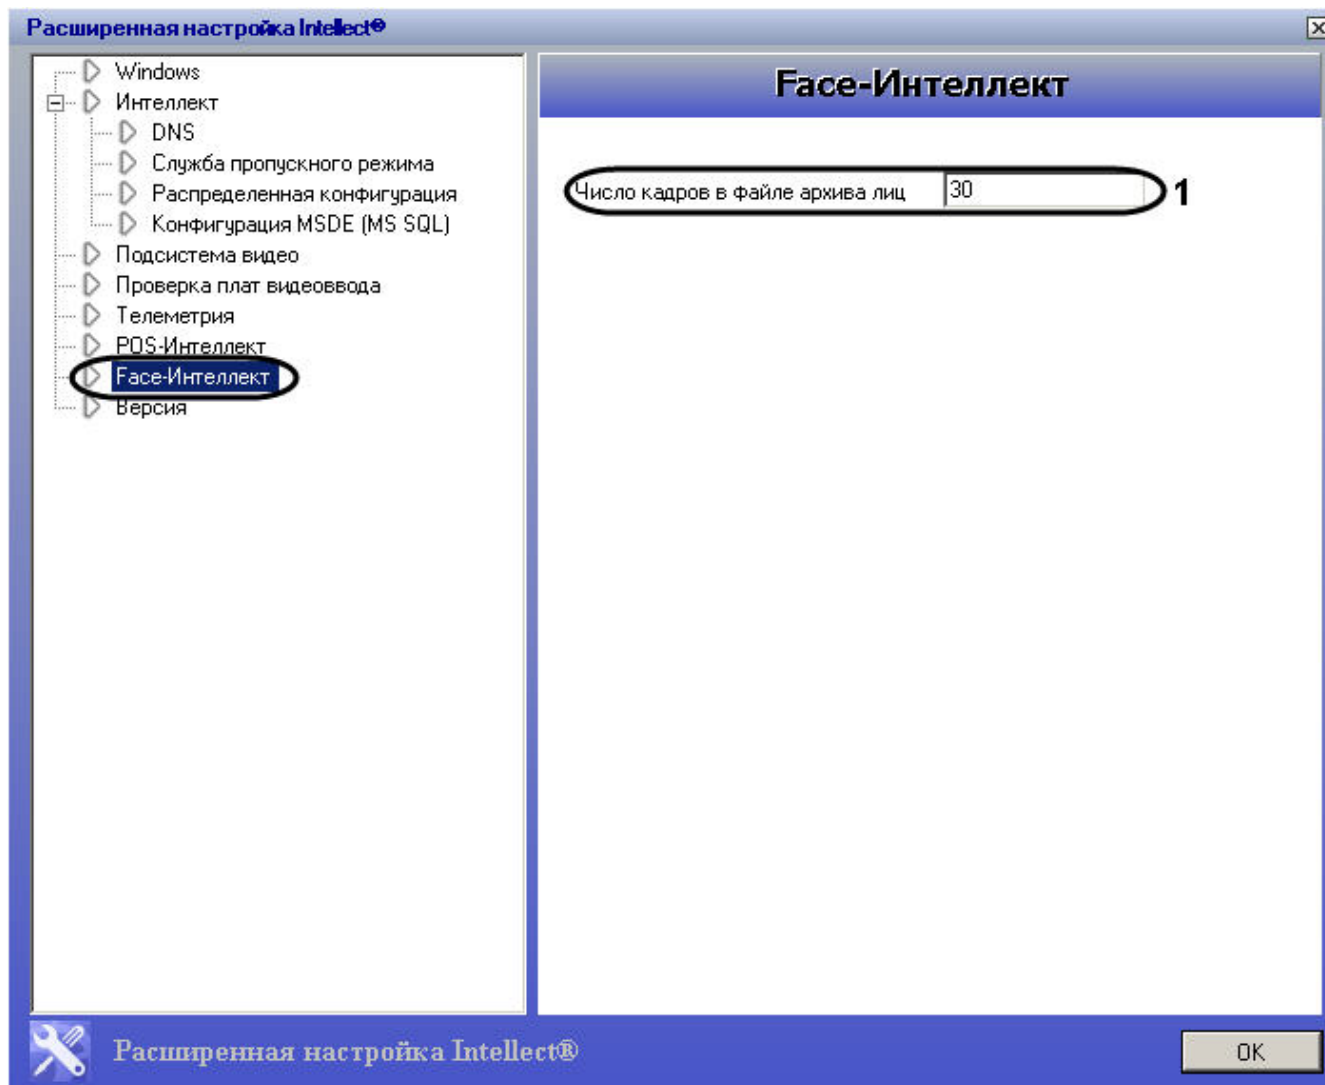 Расширенная настройка Intellect®
Windows
Интеллект
DNS
Служба пропускного режима
Распределенная конфигурация
Конфигурация MSDE (MS SQL)
Подсистема видео
Проверка плат видеоввода
Телеметрия
POS-Интеллект
Face-Интеллект
Версия
Face-Интеллект
Число кадров в файле архива лиц 30 1
Расширенная настройка Intellect®
OK